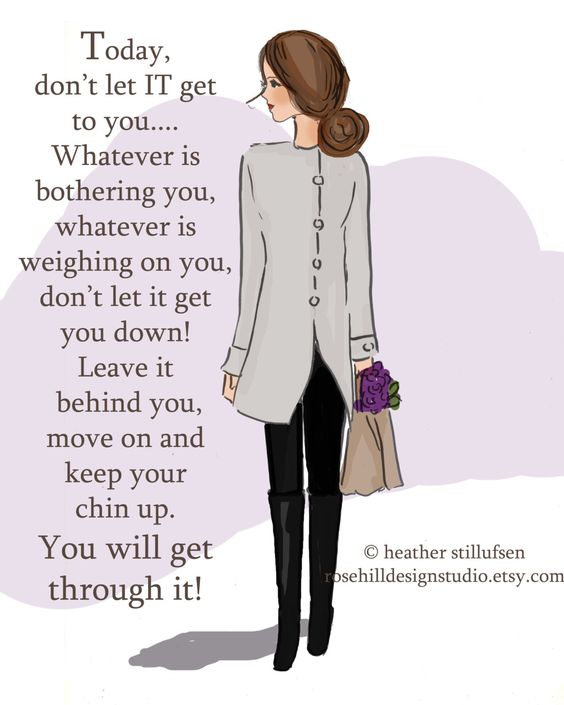 Today,
don't let IT get
to you....
Whatever is
bothering you,
whatever is
weighing on you,
don't let it get
you down!
Leave it
behind you,
move on and
keep your
chin up.
You will get
through it!
© heather stillufsen
rosehilldesignstudio.etsy.com